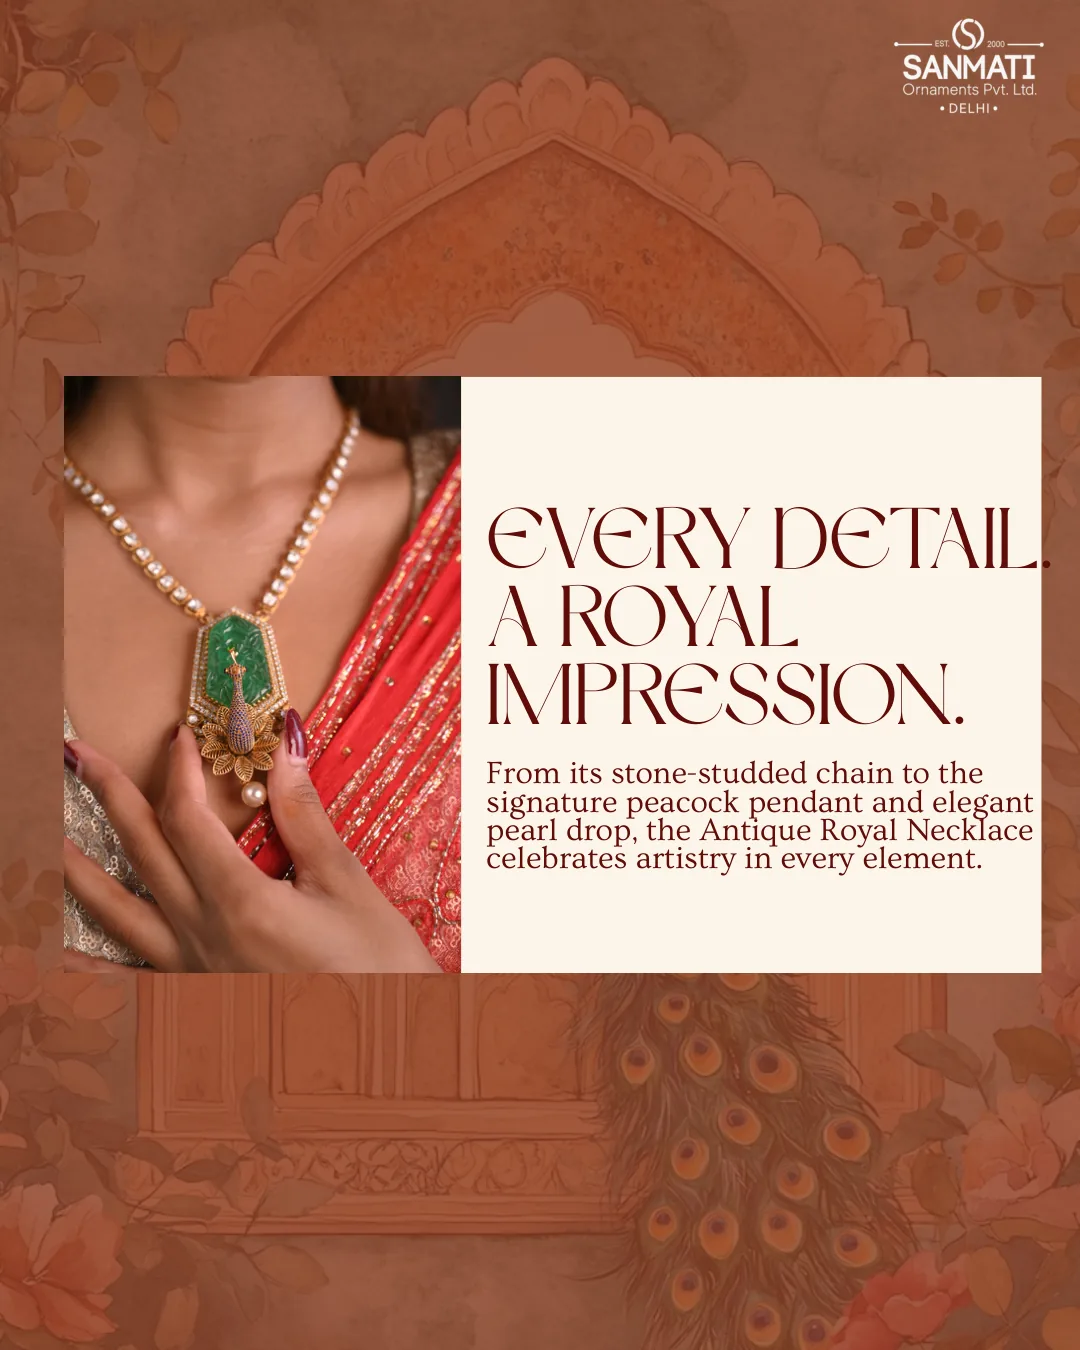 EST. 2000
SANMATI
Ornaments Pvt. Ltd.
• DELHI •
EVERY DETAIL.
A ROYAL
IMPRESSION.
From its stone-studded chain to the
signature peacock pendant and elegant
pearl drop, the Antique Royal Necklace
celebrates artistry in every element.